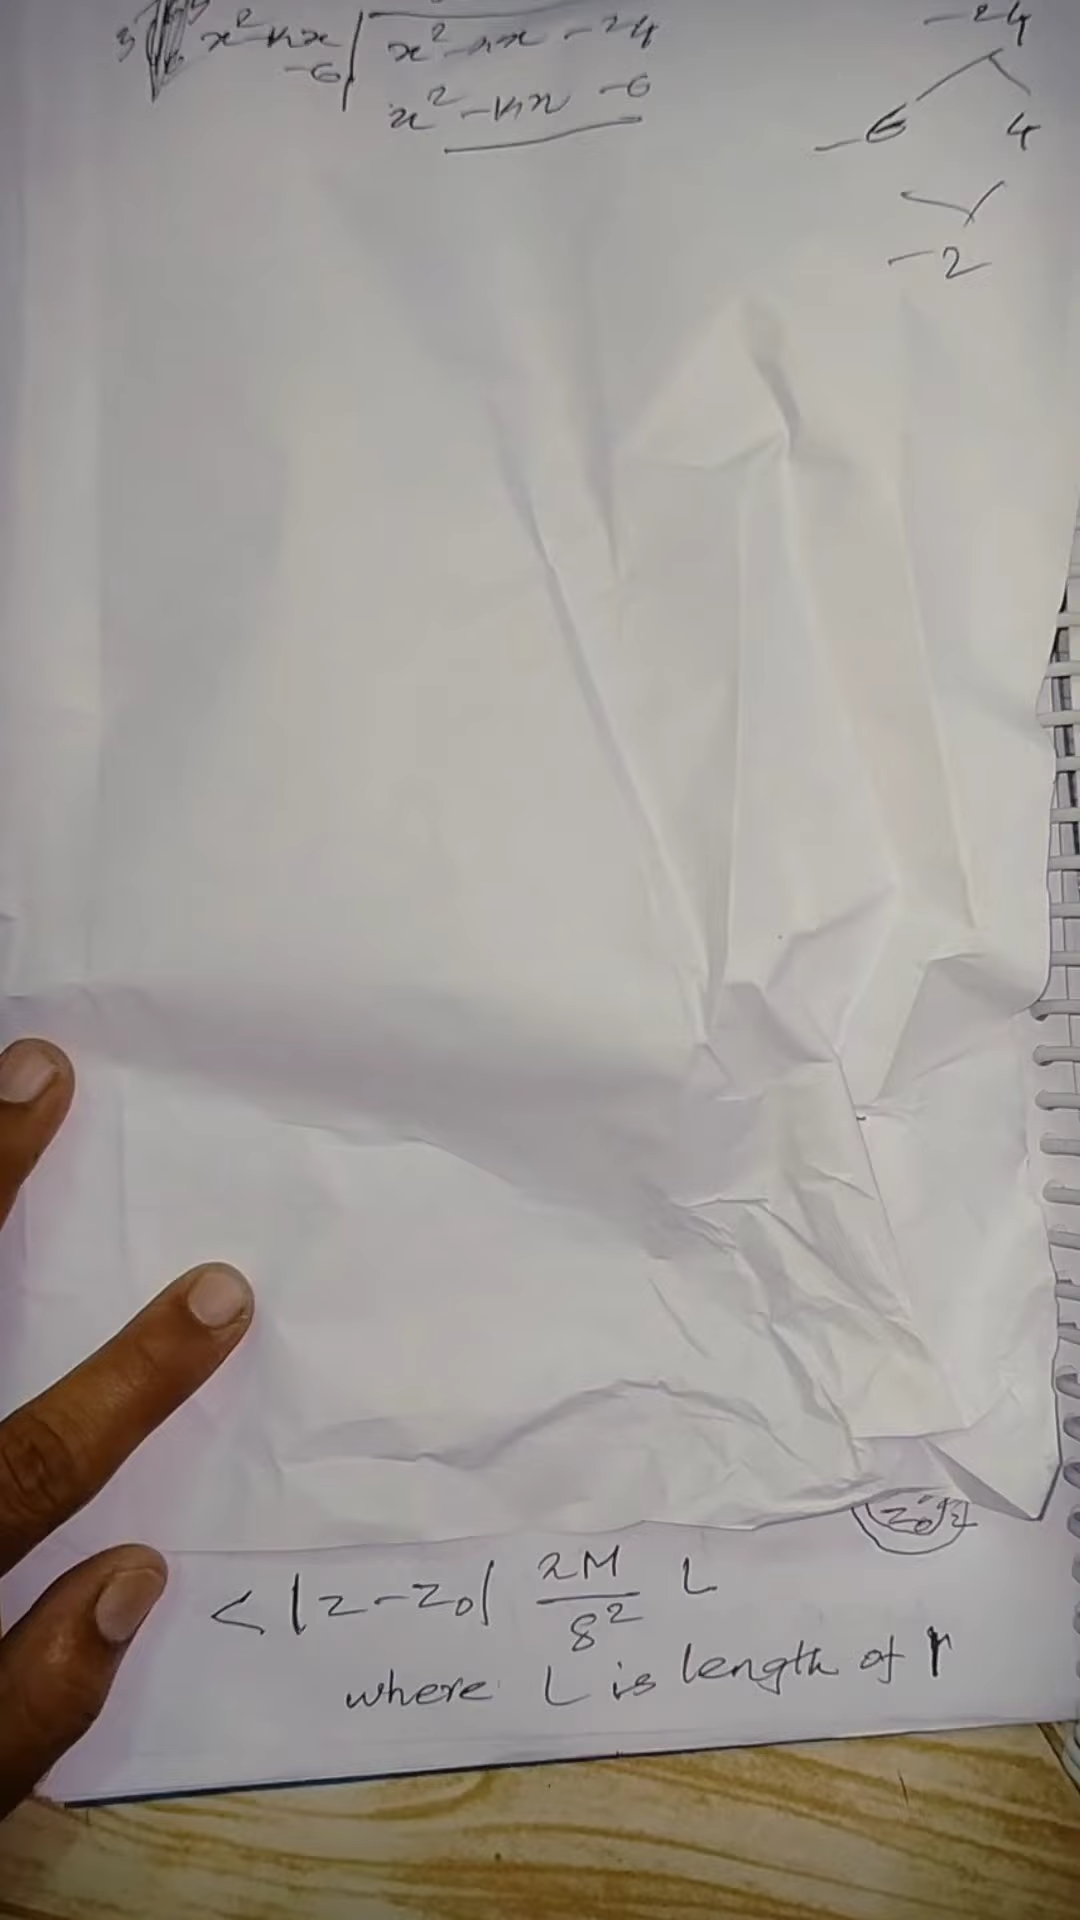 x² - kx - 6 | x² - nx - 24
x² - kx - 6
-24
-6 4
-2
< |z - z₀| 2M/δ² L
where L is length of Γ